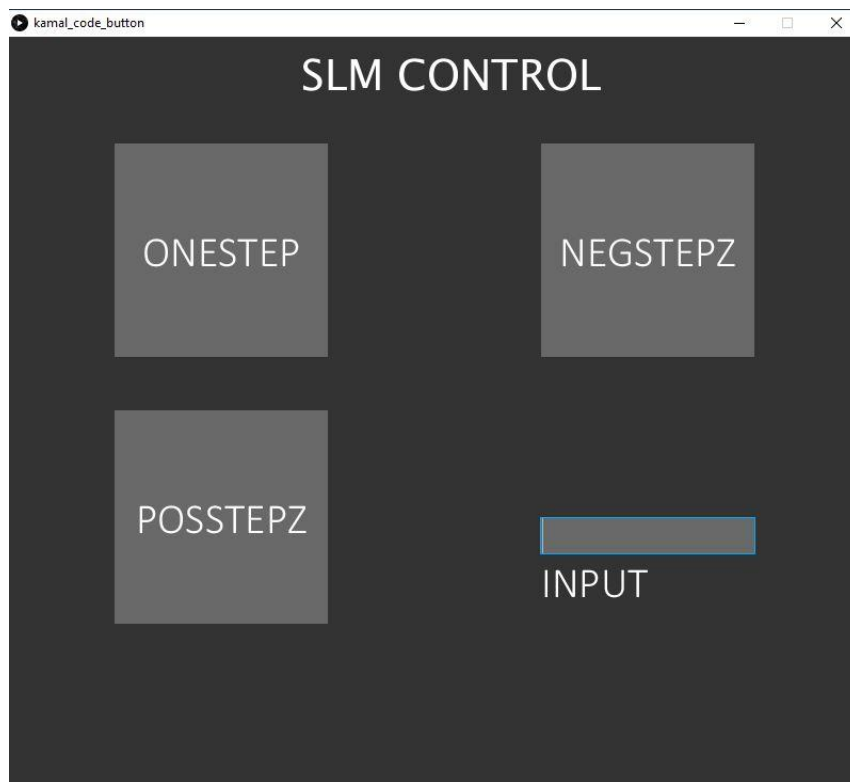 kamal_code_button
SLM CONTROL
ONESTEP
NEGSTEPZ
POSSTEPZ
INPUT